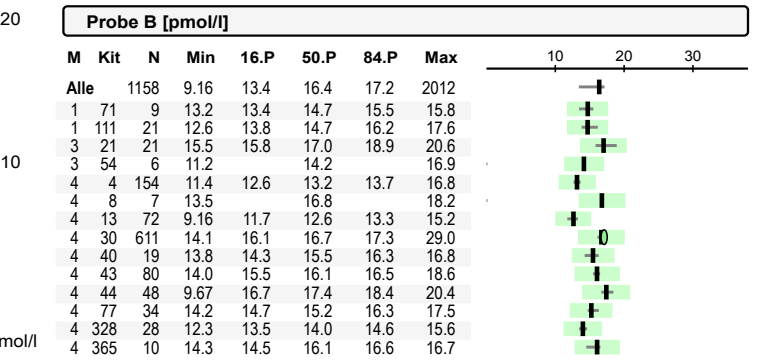 20
Probe B [pmol/l]
M Kit N Min 16.P 50.P 84.P Max
10 20 30
Alle 1158 9.16 13.4 16.4 17.2 2012
1 71 9 13.2 13.4 14.7 15.5 15.8
1 111 21 12.6 13.8 14.7 16.2 17.6
3 21 21 15.5 15.8 17.0 18.9 20.6
10
3 54 6 11.2 14.2 16.9
4 4 154 11.4 12.6 13.2 13.7 16.8
4 8 7 13.5 16.8 18.2
4 13 72 9.16 11.7 12.6 13.3 15.2
4 30 611 14.1 16.1 16.7 17.3 29.0
4 40 19 13.8 14.3 15.5 16.3 16.8
4 43 80 14.0 15.5 16.1 16.5 18.6
4 44 48 9.67 16.7 17.4 18.4 20.4
4 77 34 14.2 14.7 15.2 16.3 17.5
4 328 28 12.3 13.5 14.0 14.6 15.6
mol/l
4 365 10 14.3 14.5 16.1 16.6 16.7